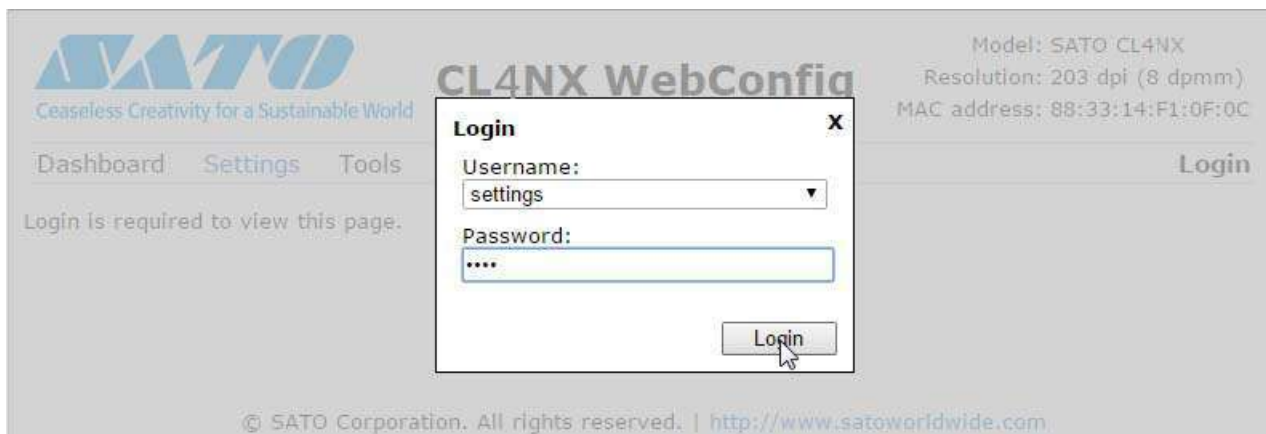 SATO
Ceaseless Creativity for a Sustainable World
CL4NX WebConfig
Model: SATO CL4NX
Resolution: 203 dpi (8 dpmm)
MAC address: 88:33:14:F1:0F:0C
Dashboard Settings Tools Login
Login is required to view this page.
Login X
Username:
settings
Password:
••••
Login
© SATO Corporation. All rights reserved. | http://www.satoworldwide.com